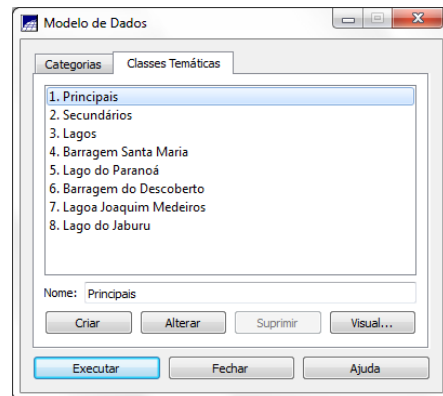 Modelo de Dados
Categorias Classes Temáticas
1. Principais
2. Secundários
3. Lagos
4. Barragem Santa Maria
5. Lago do Paranoá
6. Barragem do Descoberto
7. Lagoa Joaquim Medeiros
8. Lago do Jaburu
Nome: Principais
Criar Alterar Suprimir Visual...
Executar Fechar Ajuda